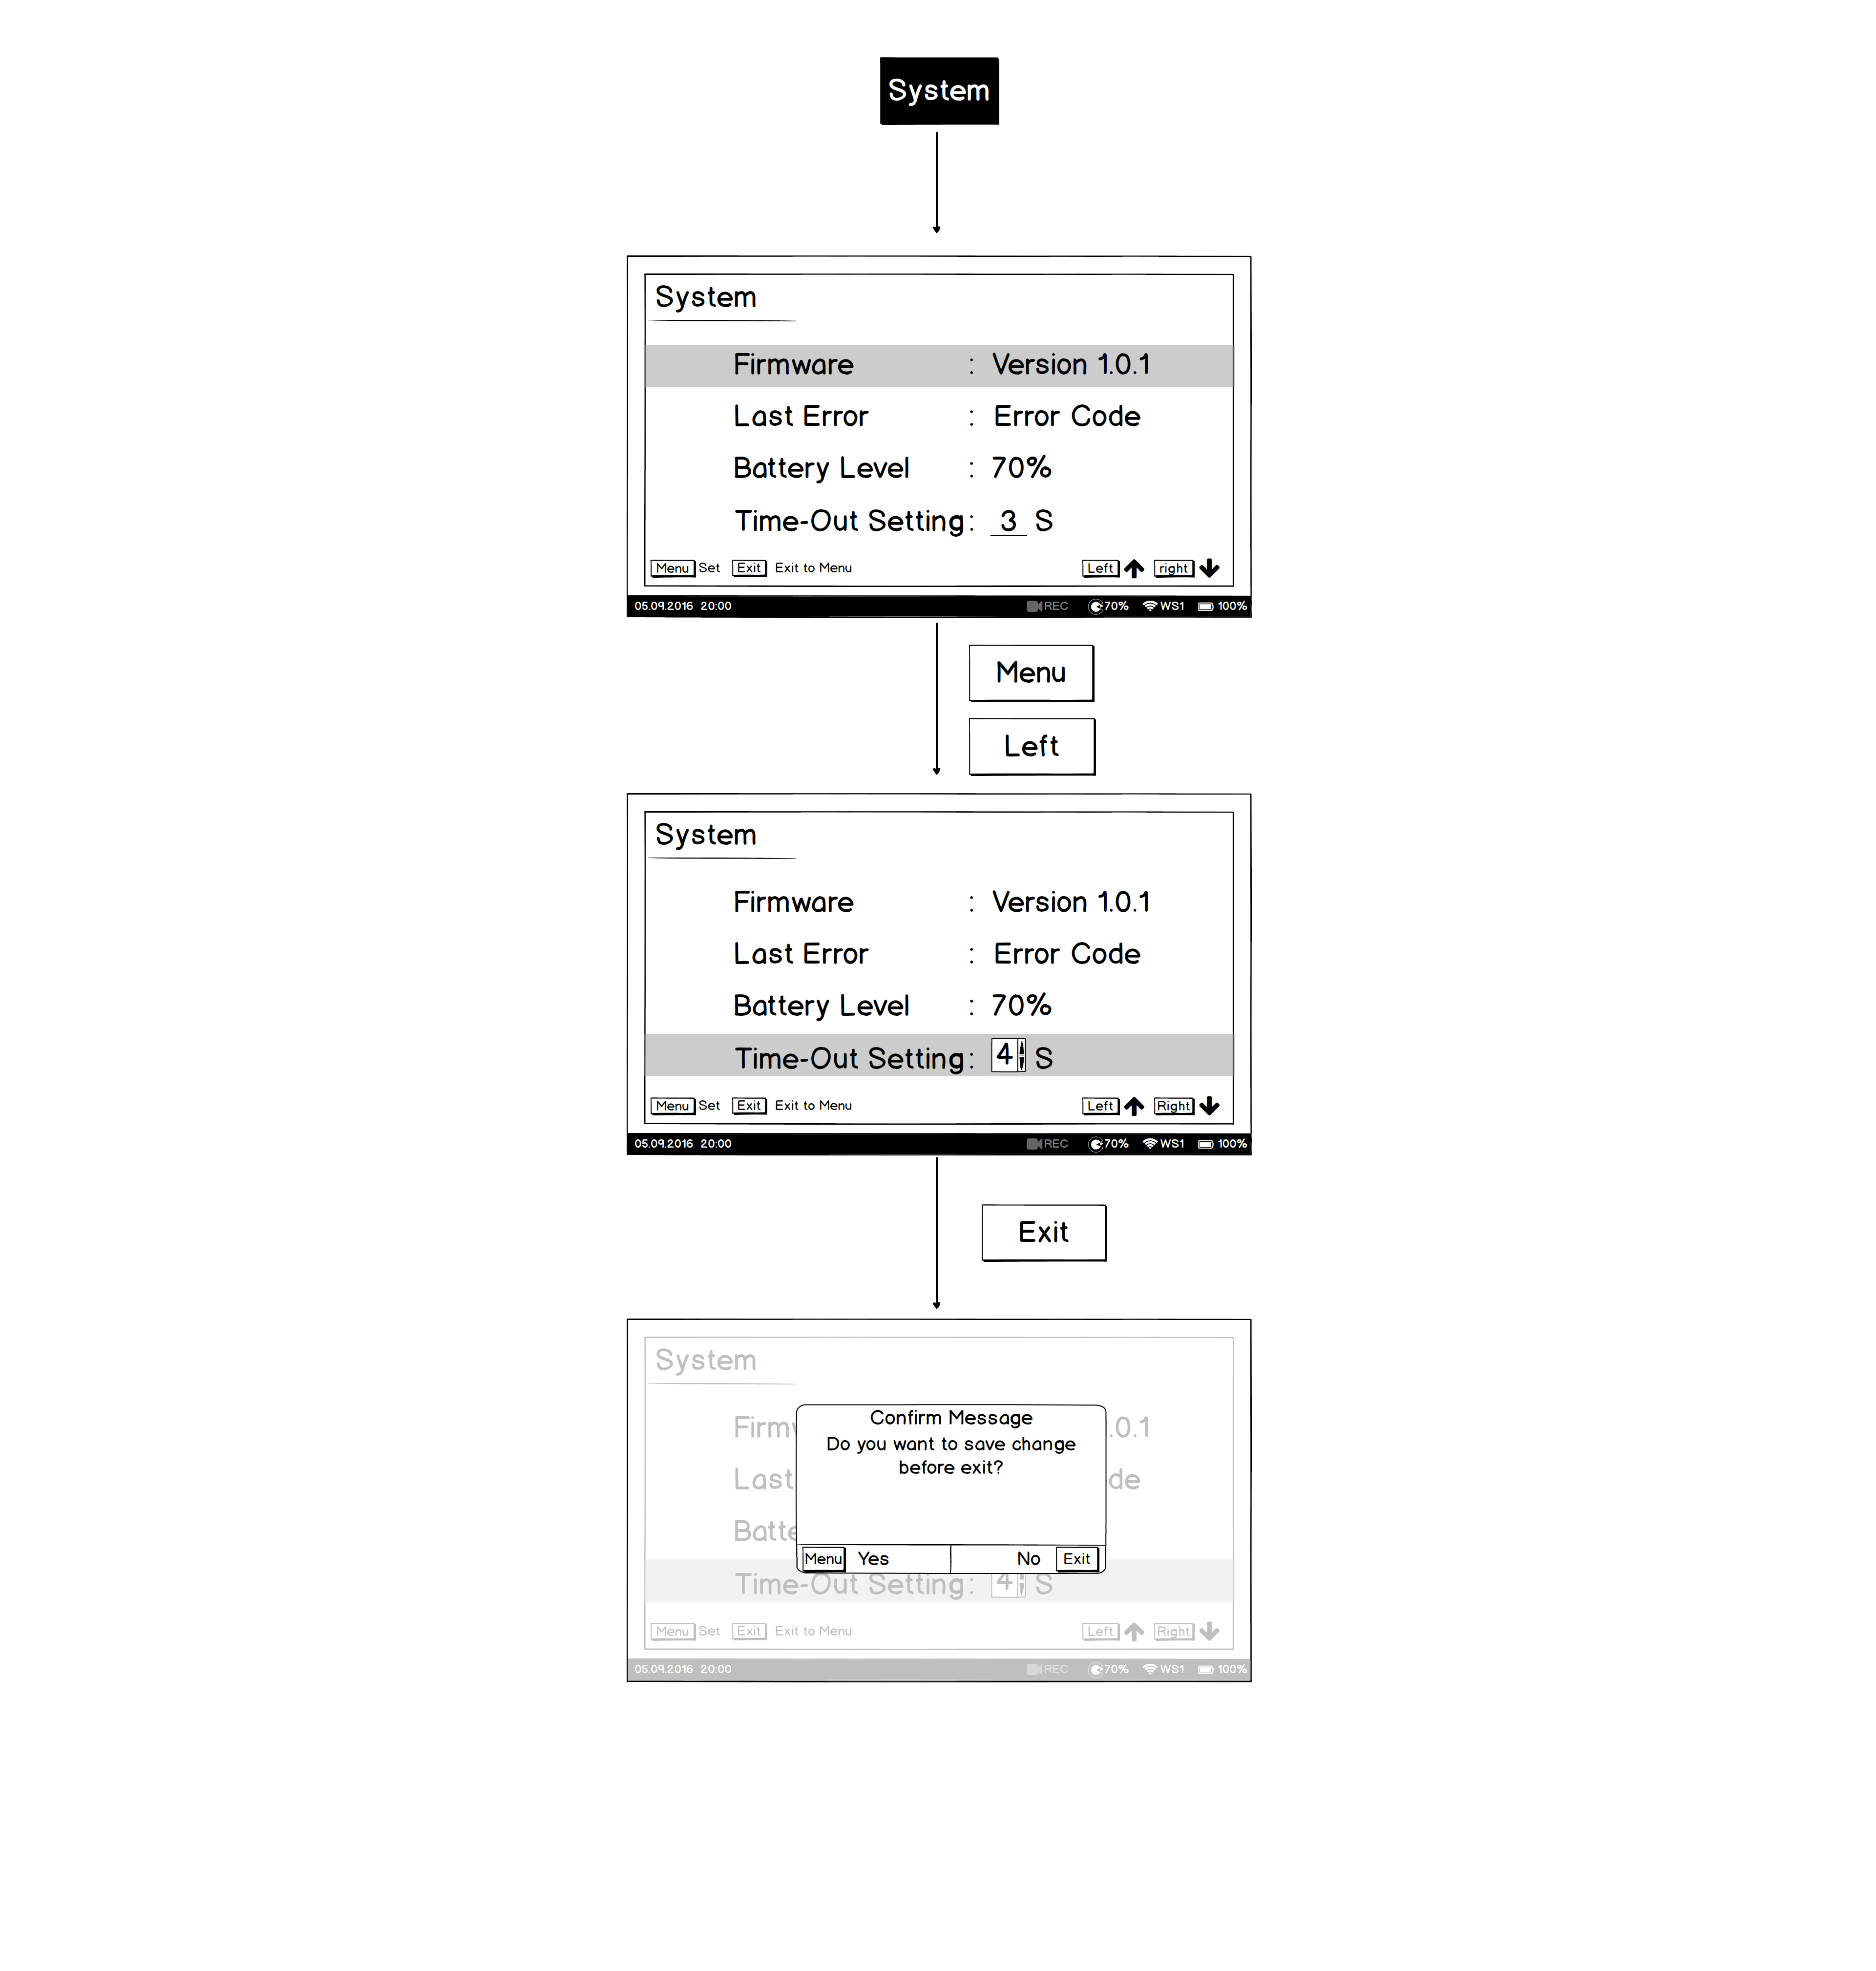 System
System
Firmware : Version 1.0.1
Last Error : Error Code
Battery Level : 70%
Time-Out Setting: 3 S
Menu Set Exit Exit to Menu Left right
05.09.2016 20:00 REC 70% WS1 100%
Menu
Left
System
Firmware : Version 1.0.1
Last Error : Error Code
Battery Level : 70%
Time-Out Setting: 4 S
Menu Set Exit Exit to Menu Left Right
05.09.2016 20:00 REC 70% WS1 100%
Exit
System
Confirm Message
Firmw .0.1
Do you want to save change
before exit?
Last de
Batte
Menu Yes No Exit
Time-Out Setting: 4 S
Menu Set Exit Exit to Menu Left Right
05.09.2016 20:00 REC 70% WS1 100%